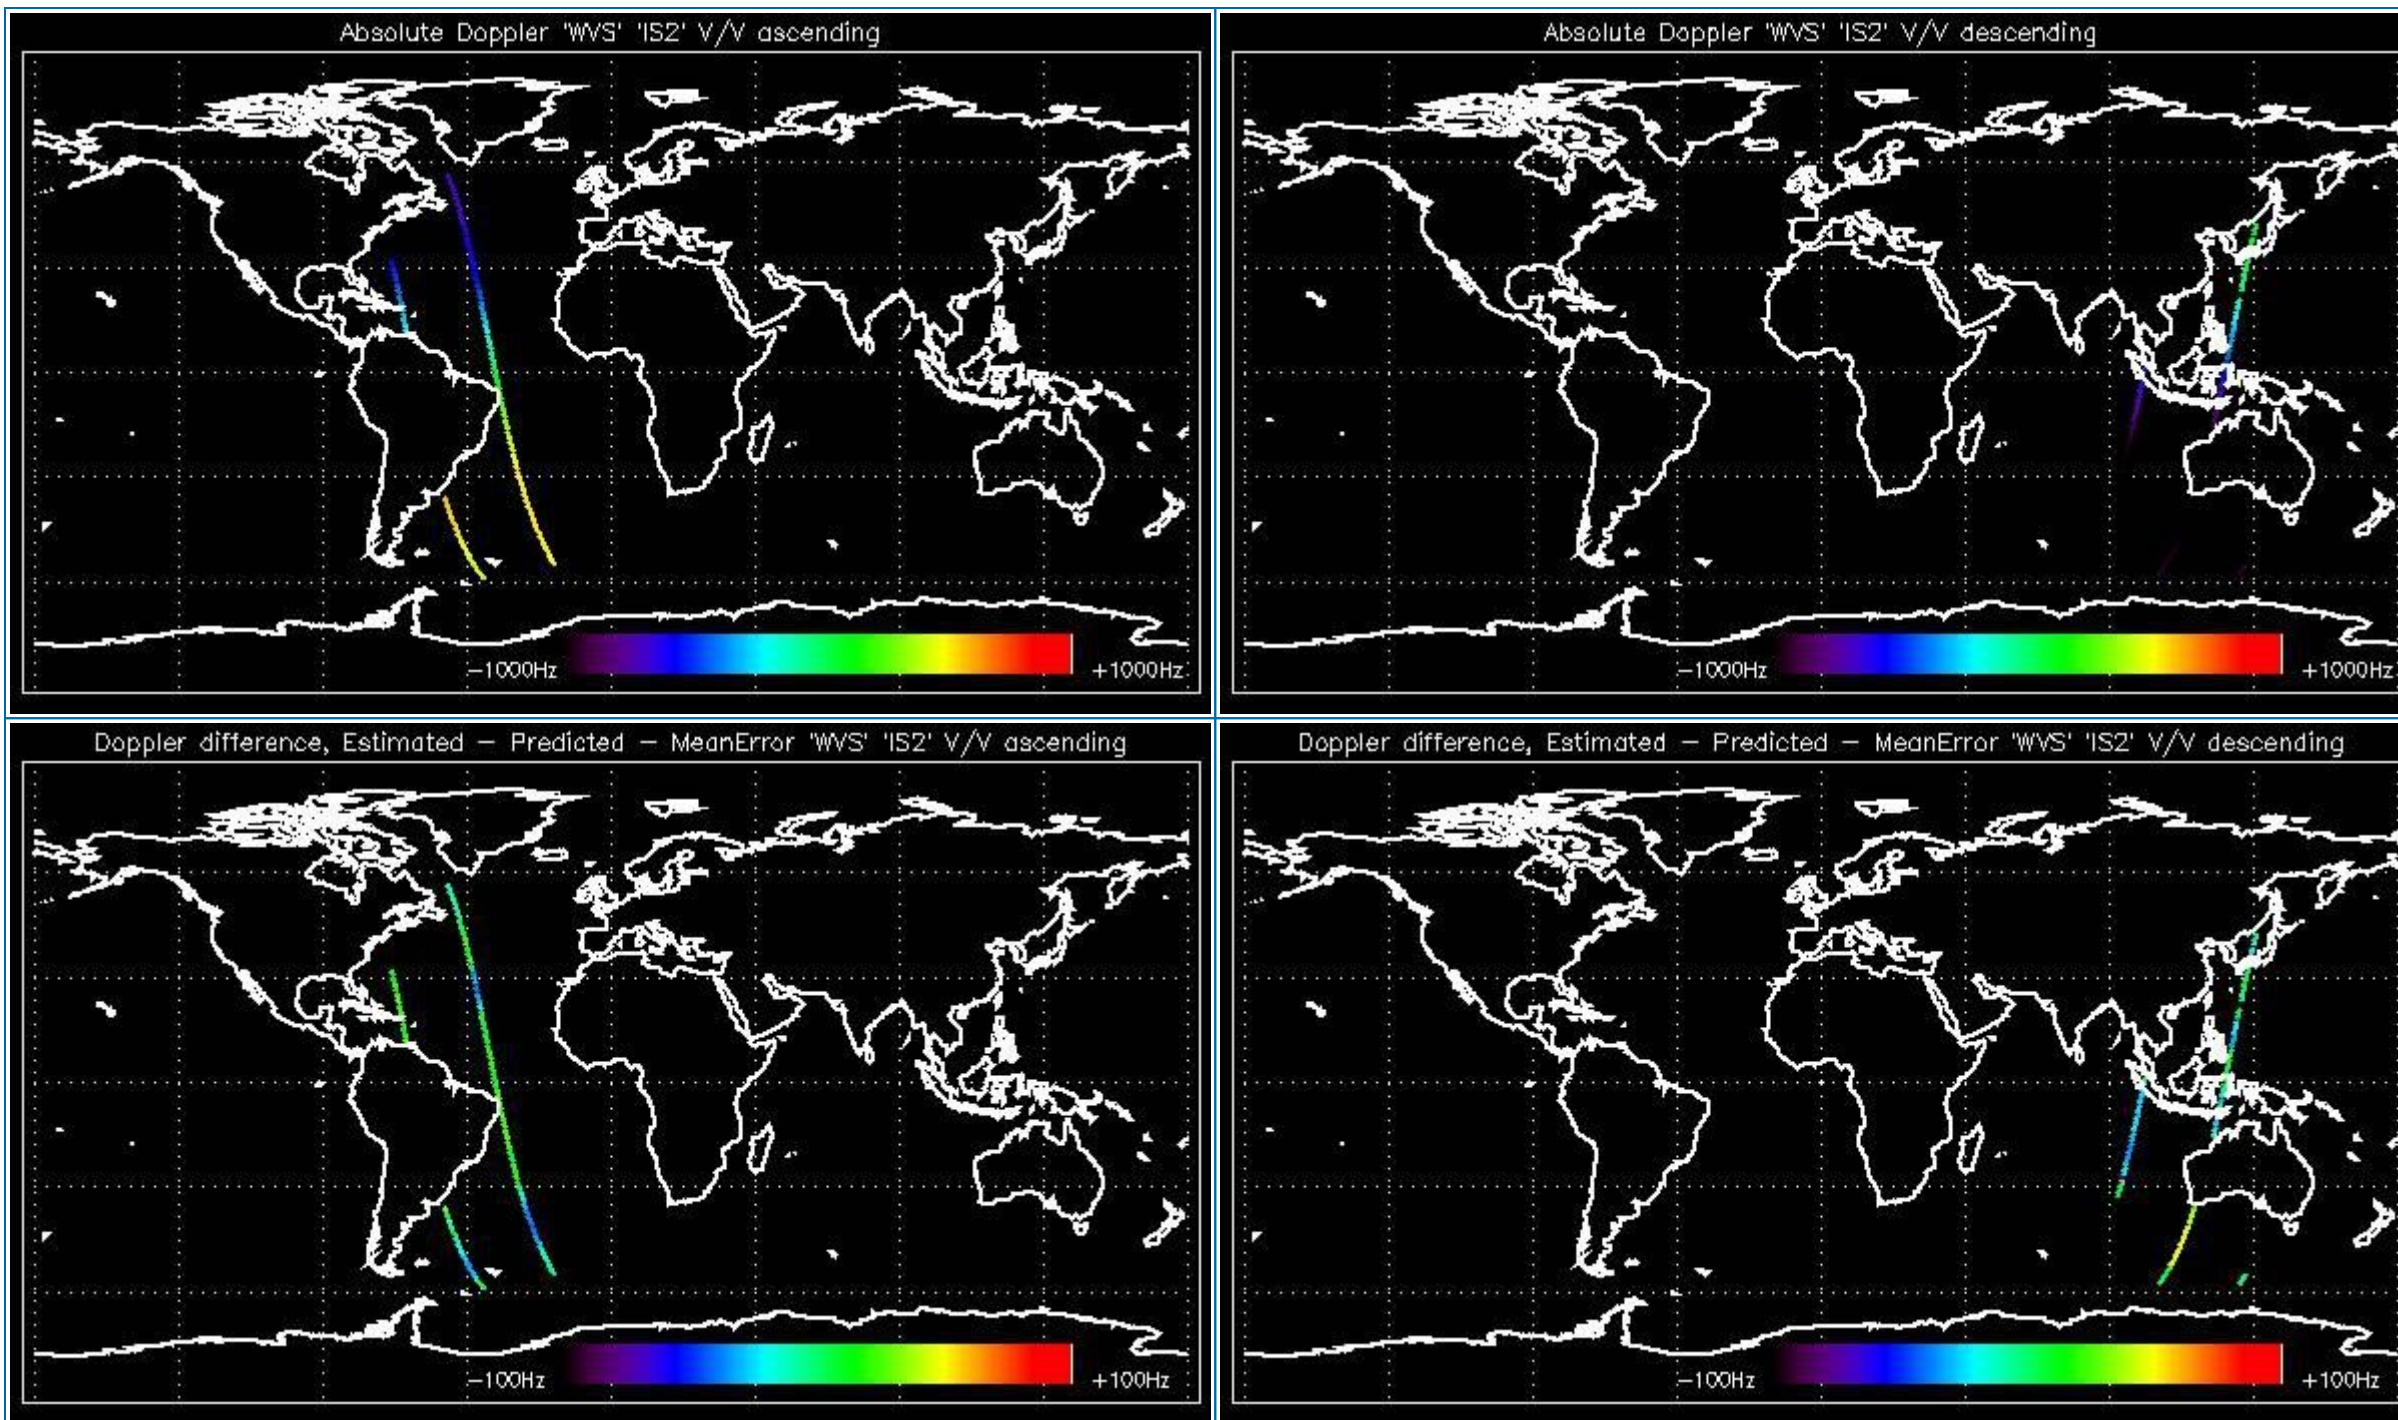 Absolute Doppler 'WVS' 'IS2' V/V ascending
-1000Hz
+1000Hz
Absolute Doppler 'WVS' 'IS2' V/V descending
-1000Hz
+1000Hz
Doppler difference, Estimated - Predicted - MeanError 'WVS' 'IS2' V/V ascending
-100Hz
+100Hz
Doppler difference, Estimated - Predicted - MeanError 'WVS' 'IS2' V/V descending
-100Hz
+100Hz